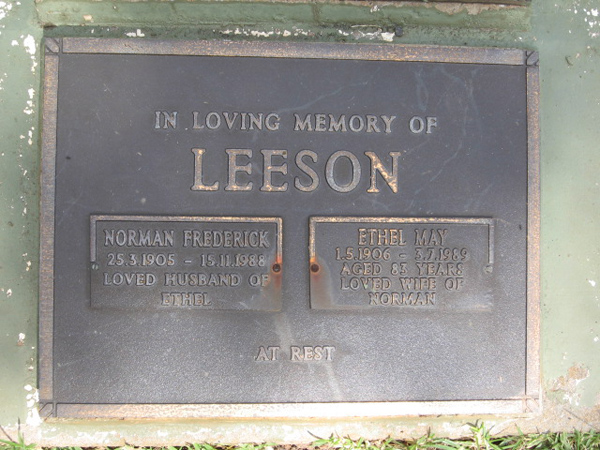 IN LOVING MEMORY OF
LEESON
NORMAN FREDERICK
25.3.1905 - 15.11.1988
LOVED HUSBAND OF
ETHEL
ETHEL MAY
1.5.1906 - 3.7.1989
AGED 83 YEARS
LOVED WIFE OF
NORMAN
AT REST